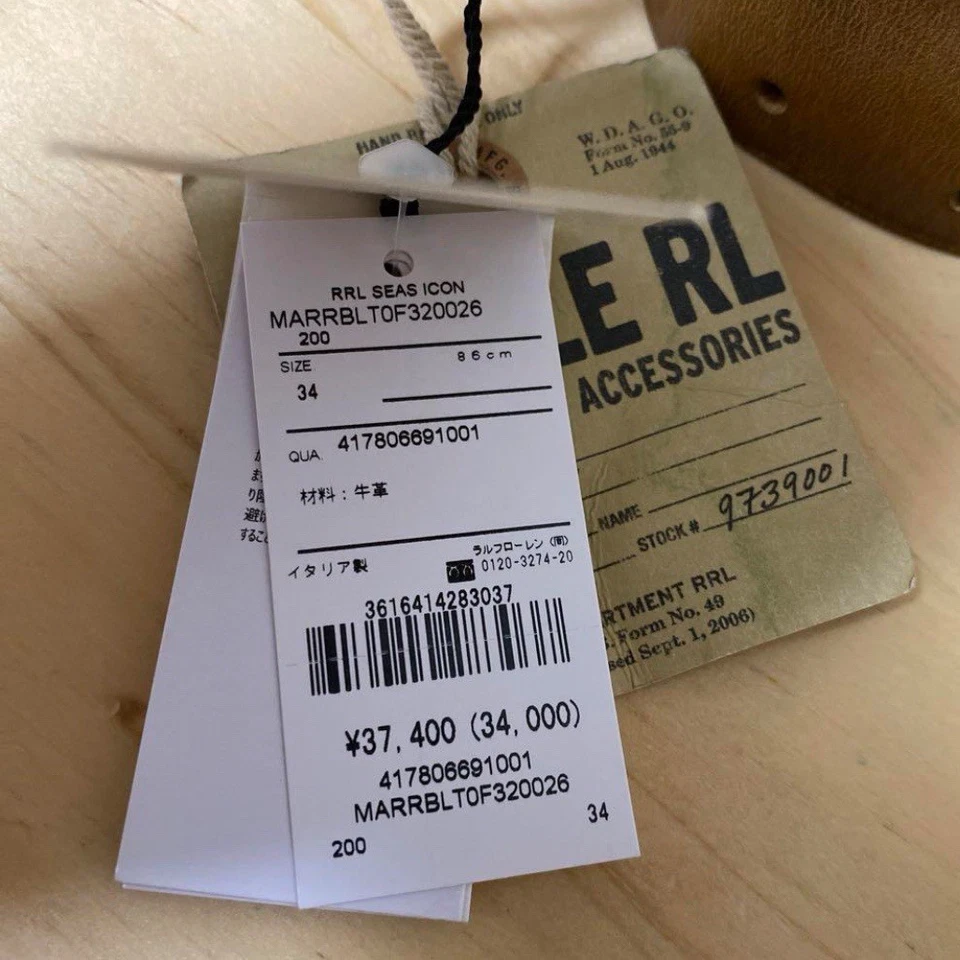 HAND
ONLY
W. D. A. G. O.
Form No. 55-9
1 Aug. 1944
FG.
LE RL
ACCESSORIES
NAME
STOCK # 9739001
RTMENT RRL
Form No. 49
sed Sept. 1, 2006)
RRL SEAS ICON
MARRBLT0F320026
200
SIZE 86cm
34
QUA. 417806691001
材料：牛革
イタリア製
ラルフローレン（同）
0120-3274-20
3616414283037
¥37,400 (34,000)
417806691001
MARRBLT0F320026
200 34